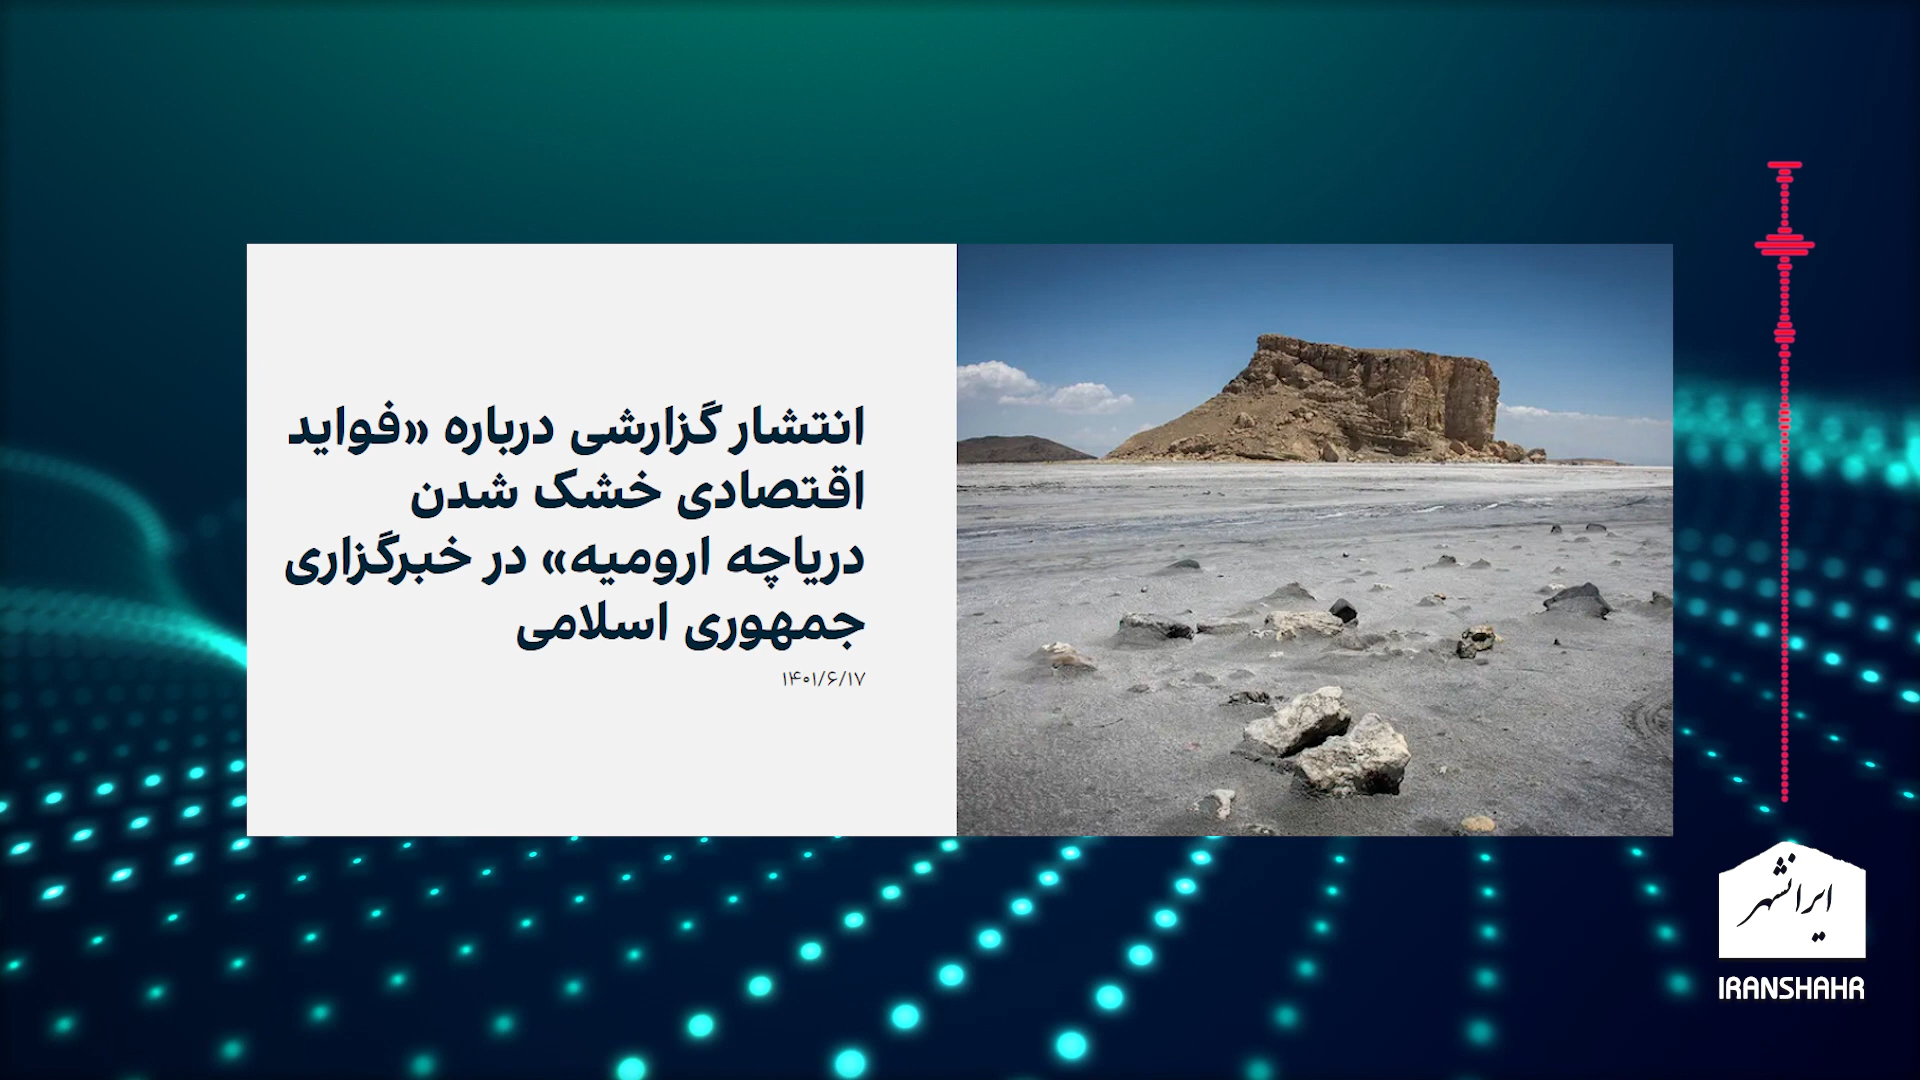 انتشار گزارشی درباره «فواید
اقتصادی خشک شدن
دریاچه ارومیه» در خبرگزاری
جمهوری اسلامی
۱۴۰۱/۶/۱۷
ایرانشهر
IRANSHAHR